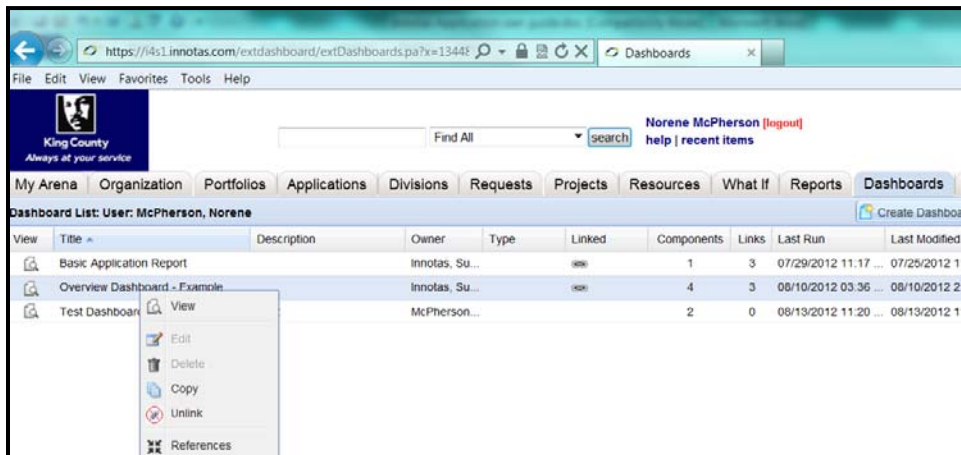 https://i4s1.innotas.com/extdashboard/extDashboards.pa?x=1344 Dashboards
File Edit View Favorites Tools Help
King County
Always at your service
Find All search
Norene McPherson [logout]
help | recent items
My Arena Organization Portfolios Applications Divisions Requests Projects Resources What If Reports Dashboards
Dashboard List: User: McPherson, Norene Create Dashboa
View Title Description Owner Type Linked Components Links Last Run Last Modified
Basic Application Report Innotas, Su... 1 3 07/29/2012 11:17 ... 07/25/2012 1
Overview Dashboard - Example Innotas, Su... 4 3 08/10/2012 03:36 ... 08/10/2012 2
Test Dashboar McPherson... 2 0 08/13/2012 11:20 ... 08/13/2012 1
View
Edit
Delete
Copy
Unlink
References